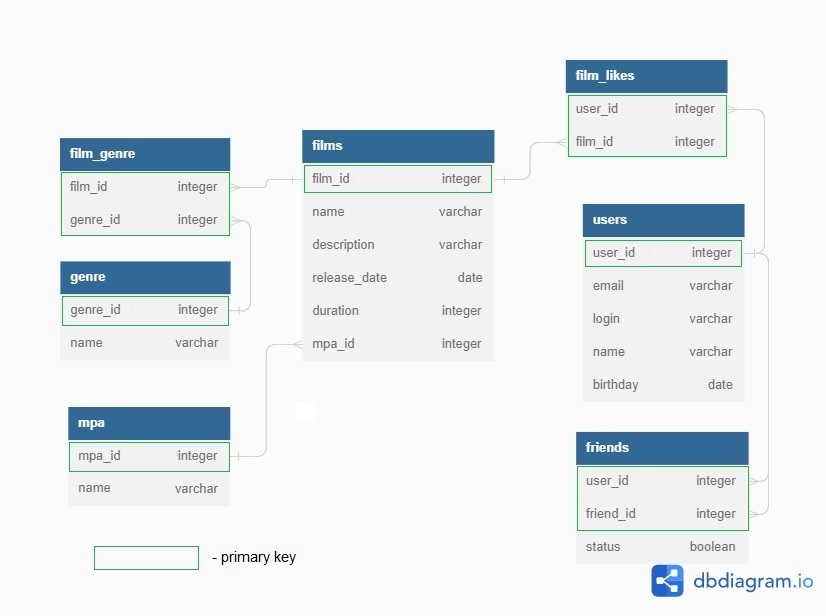 film_genre
film_id integer
genre_id integer
genre
genre_id integer
name varchar
mpa
mpa_id integer
name varchar
films
film_id integer
name varchar
description varchar
release_date date
duration integer
mpa_id integer
film_likes
user_id integer
film_id integer
users
user_id integer
email varchar
login varchar
name varchar
birthday date
friends
user_id integer
friend_id integer
status boolean
- primary key
dbdiagram.io